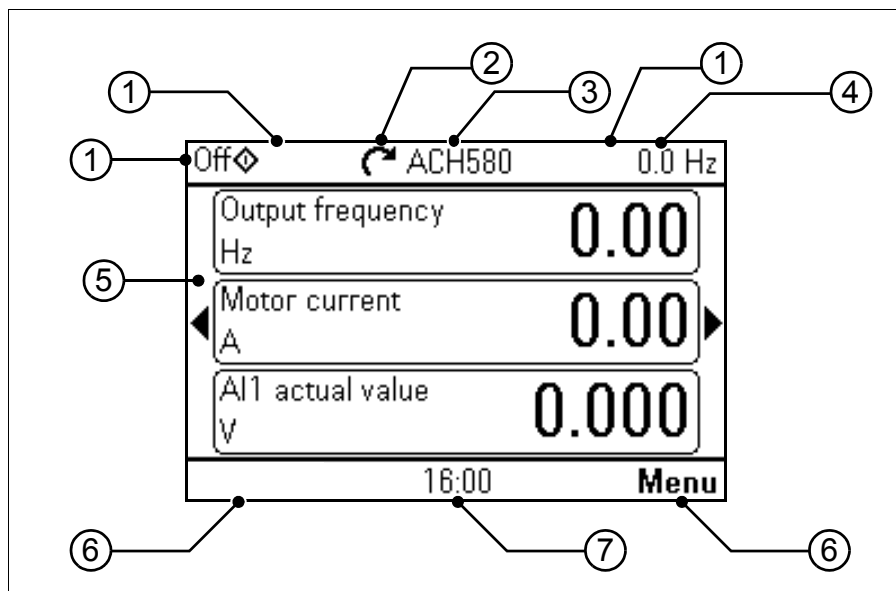 2
1
1
3
4
1
Off ACH580 0.0 Hz
Output frequency
0.00
Hz
5
Motor current
0.00
A
AI1 actual value
0.000
V
16:00 Menu
6
7
6